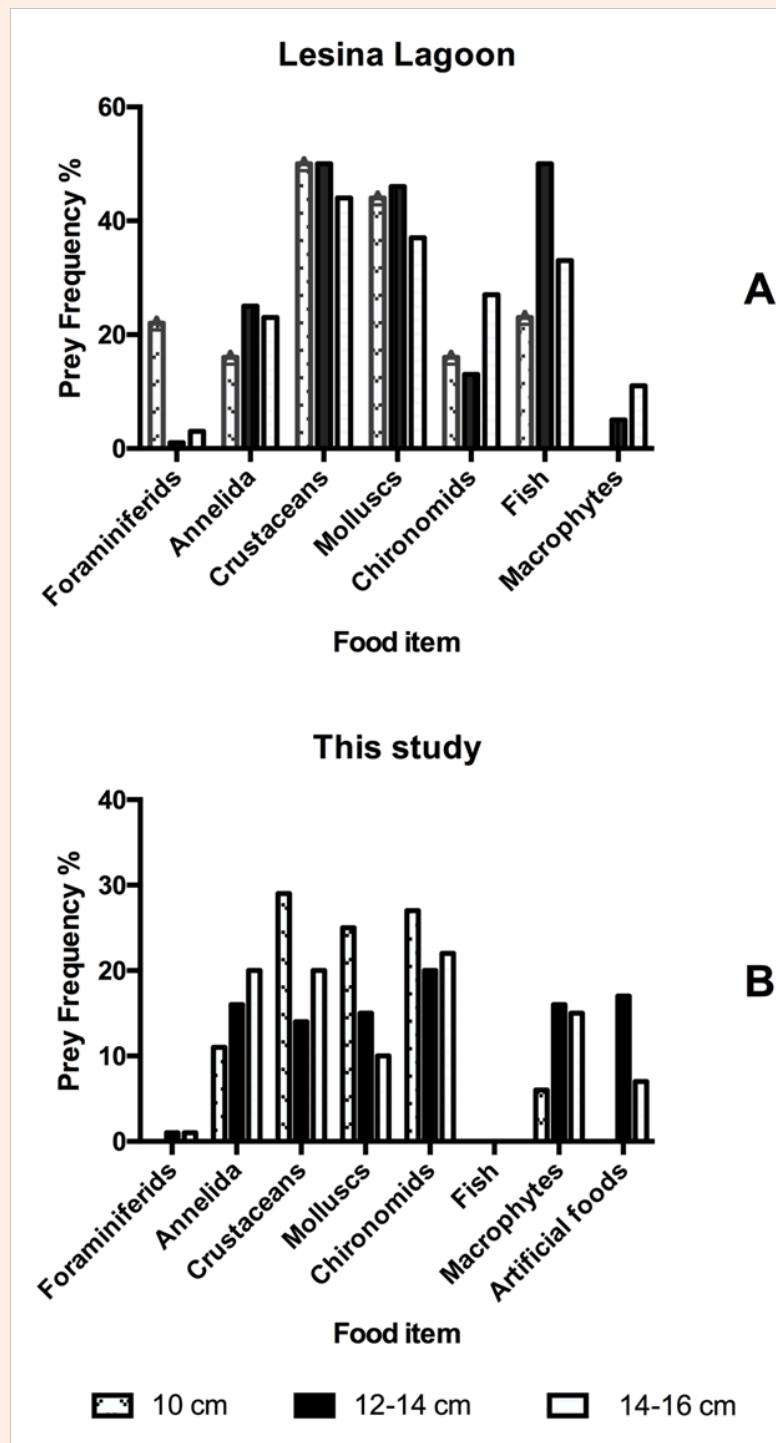 Lesina Lagoon
60
40
20
0
Prey Frequency %
Foraminiferids
Annelida
Crustaceans
Molluscs
Chironomids
Fish
Macrophytes
Food item
A
This study
40
30
20
10
0
Prey Frequency %
Foraminiferids
Annelida
Crustaceans
Molluscs
Chironomids
Fish
Macrophytes
Artificial foods
Food item
B
10 cm 12-14 cm 14-16 cm